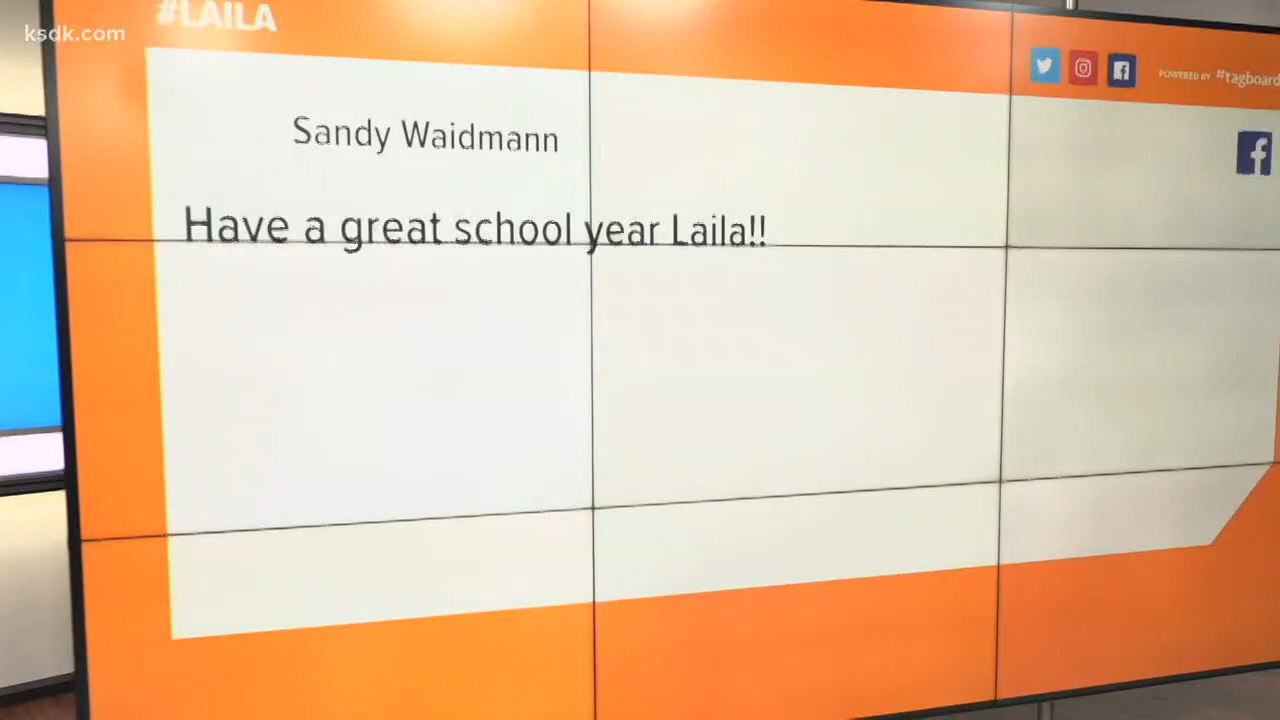 #LAILA
ksdk.com
POWERED BY #tagboard
Sandy Waidmann
Have a great school year Laila!!